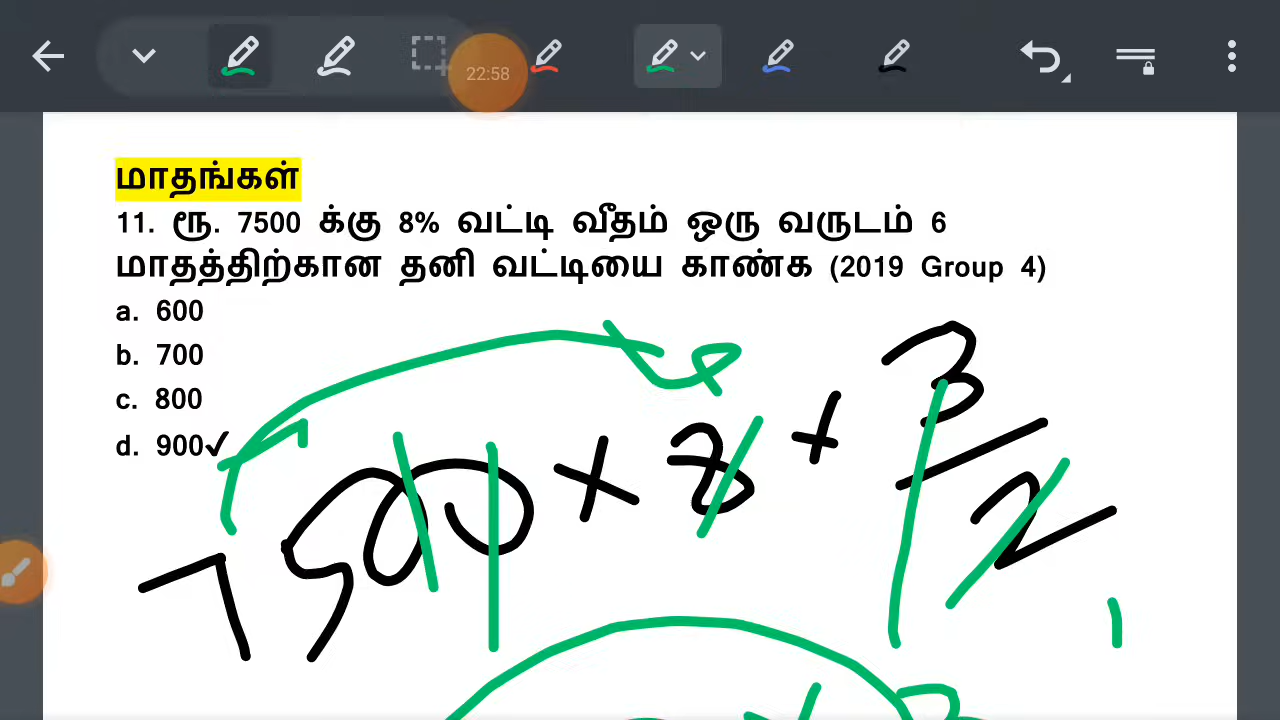 22:58
மாதங்கள்
11. ரூ. 7500 க்கு 8% வட்டி வீதம் ஒரு வருடம் 6
மாதத்திற்கான தனி வட்டியை காண்க (2019 Group 4)
a. 600
b. 700
c. 800
d. 900✓
7500 × 8 × 3/2